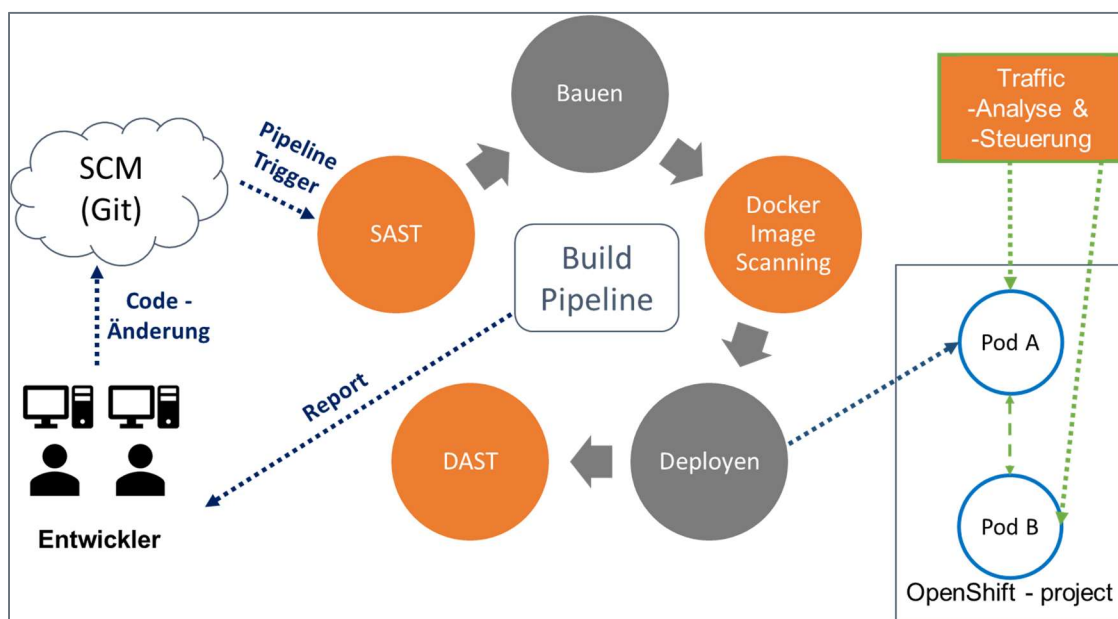 SCM
(Git)
Pipeline
Trigger
Code -
Änderung
Entwickler
Report
SAST
Bauen
Docker
Image
Scanning
Build
Pipeline
Deployen
DAST
Traffic
-Analyse &
-Steuerung
Pod A
Pod B
OpenShift - project